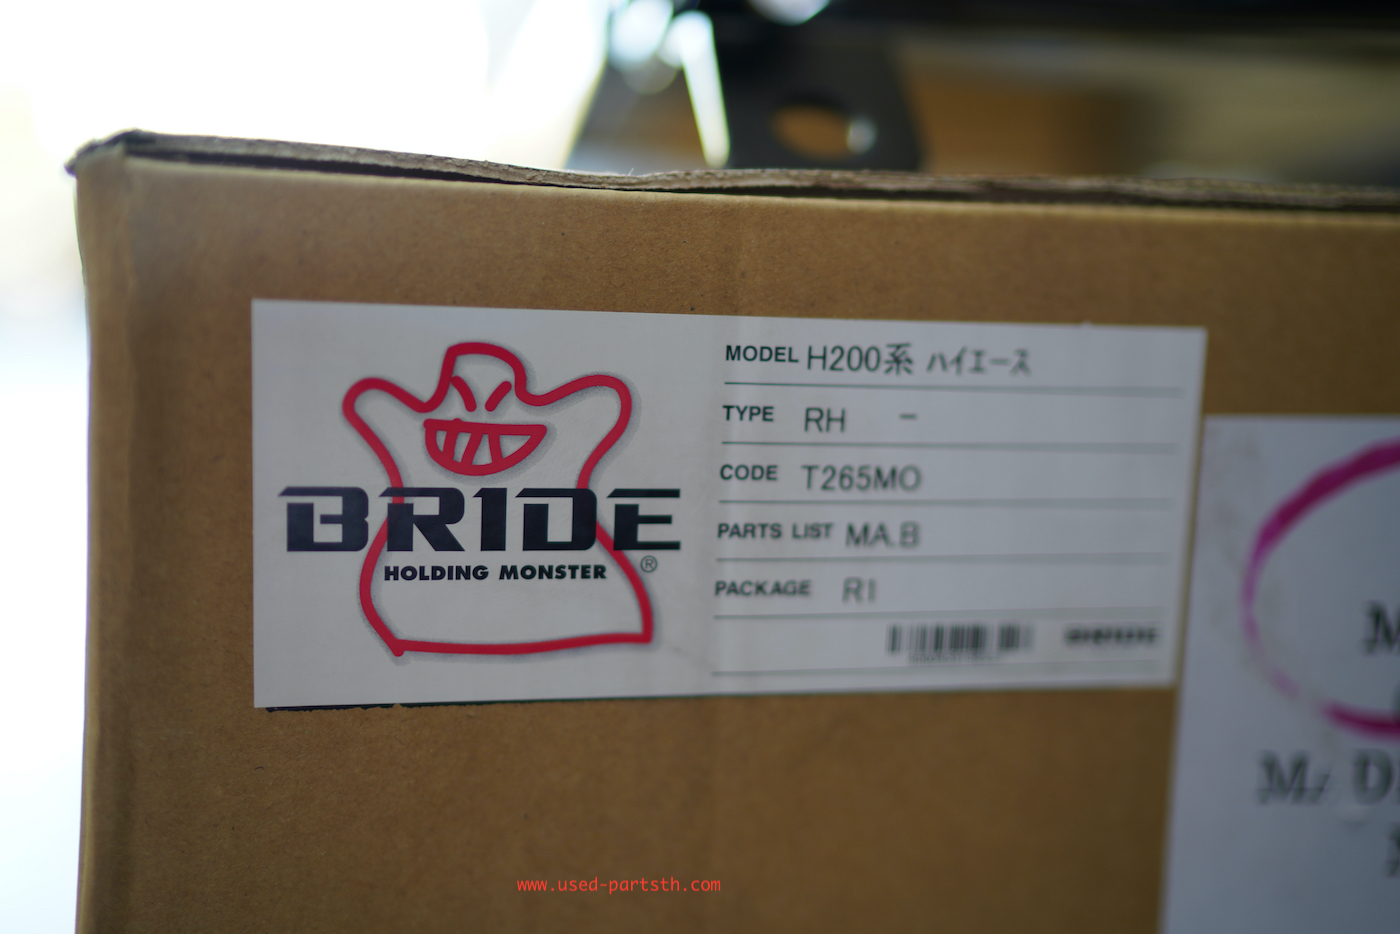 BRIDE
HOLDING MONSTER
®
MODEL H200系 ハイエース
TYPE RH –
CODE T265MO
PARTS LIST MA.B
PACKAGE R1
BRIDE
www.used-partsth.com